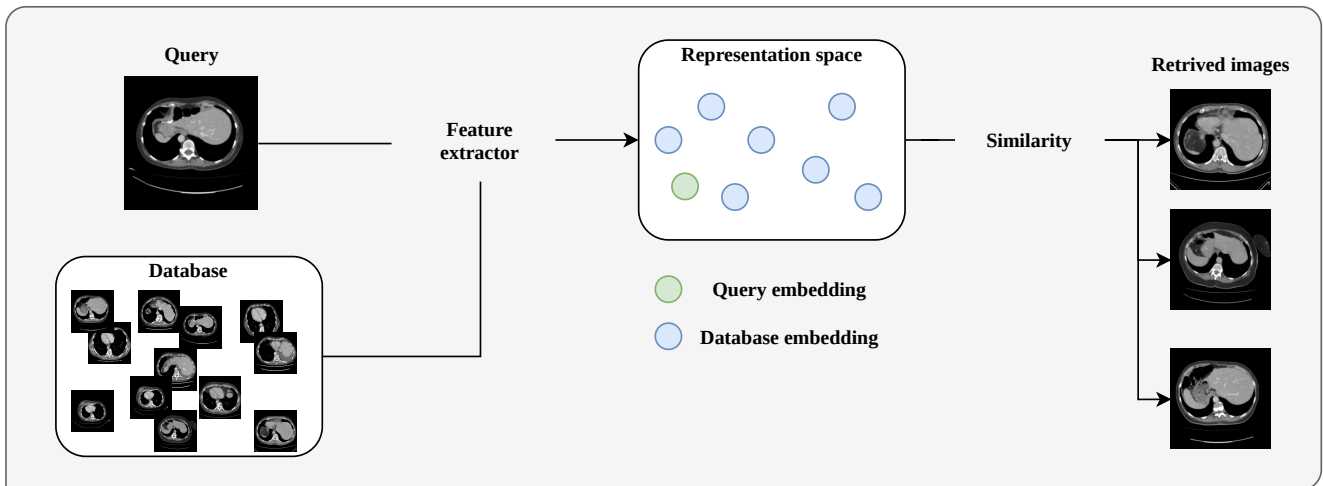 Query
Feature
extractor
Database
Representation space
Query embedding
Database embedding
Similarity
Retrived images